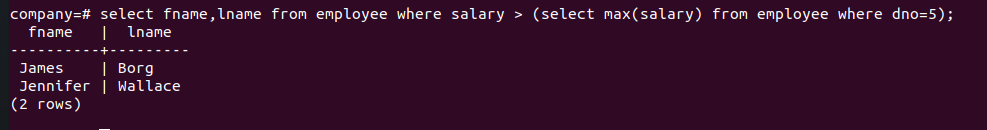 company=# select fname,lname from employee where salary > (select max(salary) from employee where dno=5);
  fname   |  lname
----------+---------
 James    | Borg
 Jennifer | Wallace
(2 rows)